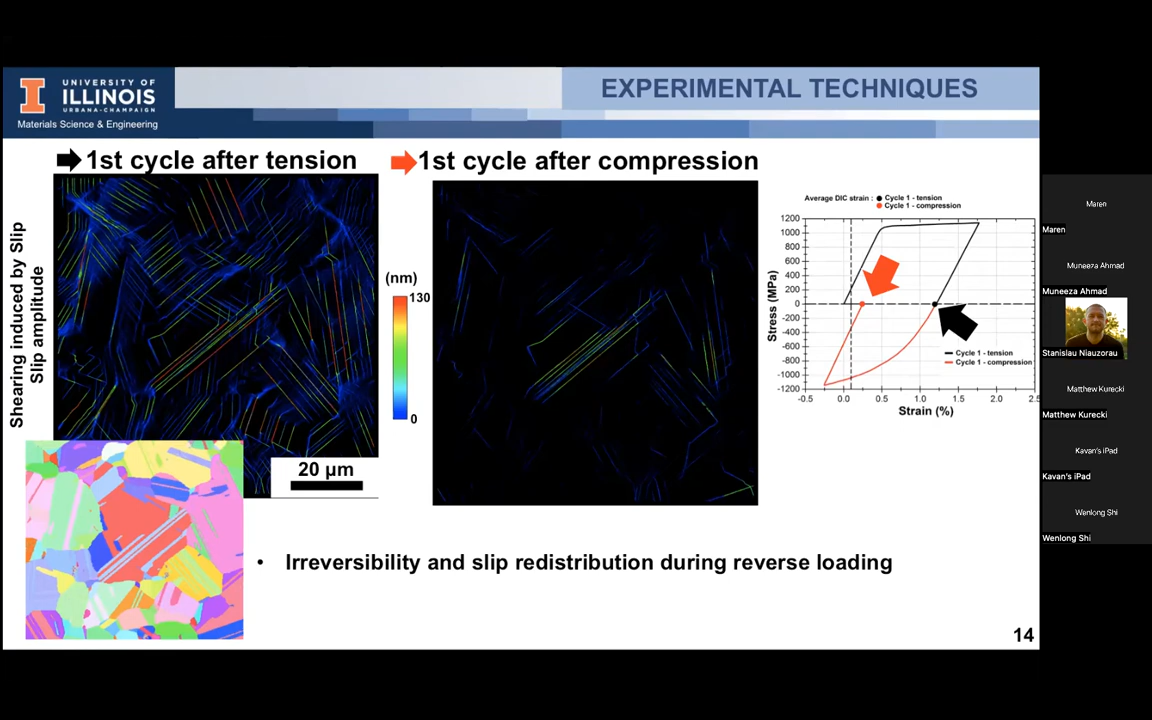 UNIVERSITY OF
ILLINOIS
URBANA-CHAMPAIGN
Materials Science & Engineering
EXPERIMENTAL TECHNIQUES
1st cycle after tension
1st cycle after compression
Shearing induced by Slip
Slip amplitude
(nm)
130
0
20 µm
Average DIC strain : Cycle 1 - tension
Cycle 1 - compression
1200
1000
800
600
400
200
0
-200
-400
-600
-800
-1000
-1200
Stress (MPa)
Cycle 1 - tension
Cycle 1 - compression
-0.5 0.0 0.5 1.0 1.5 2.0 2.5
Strain (%)
• Irreversibility and slip redistribution during reverse loading
14
Maren
Maren
Muneeza Ahmad
Muneeza Ahmad
Stanislau Niauzorau
Matthew Kurecki
Matthew Kurecki
Kavan's iPad
Kavan's iPad
Wenlong Shi
Wenlong Shi